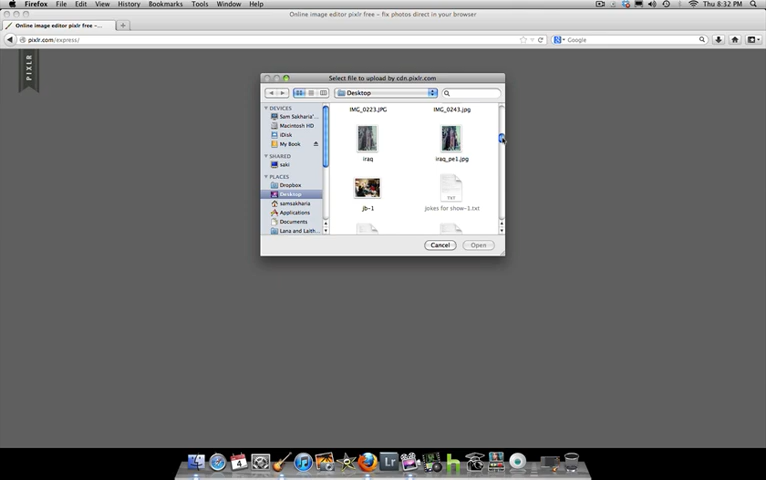 Firefox File Edit View History Bookmarks Tools Window Help Thu 8:32 PM
Online image editor pixlr free – fix photos direct in your browser
Online image editor pixlr free –...
pixlr.com/express/
Google
PIXLR
Select file to upload by cdn.pixlr.com
Desktop
DEVICES
Sam Sakharia'...
Macintosh HD
iDisk
My Book
SHARED
saki
PLACES
Dropbox
Desktop
samsakharia
Applications
Documents
Lana and Laith...
IMG_0223.JPG
IMG_0243.jpg
iraq
iraq_pe1.jpg
jb-1
TXT
jokes for show-1.txt
Cancel
Open
4
Lr
h